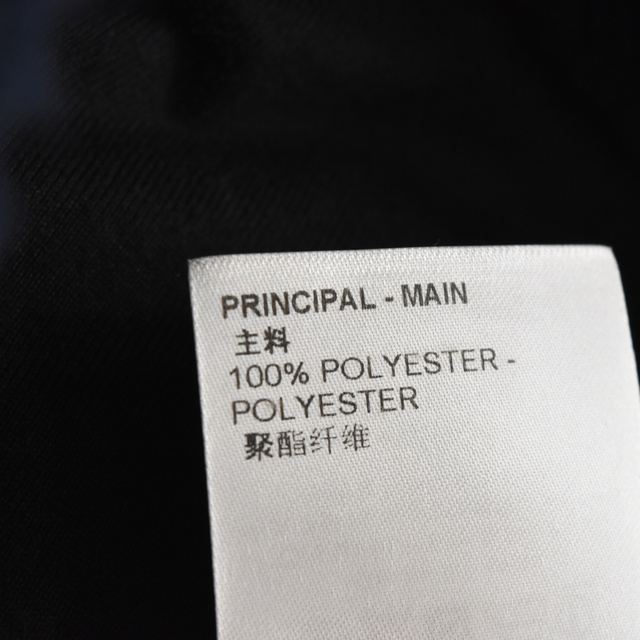 PRINCIPAL - MAIN
主料
100% POLYESTER -
POLYESTER
聚酯纤维